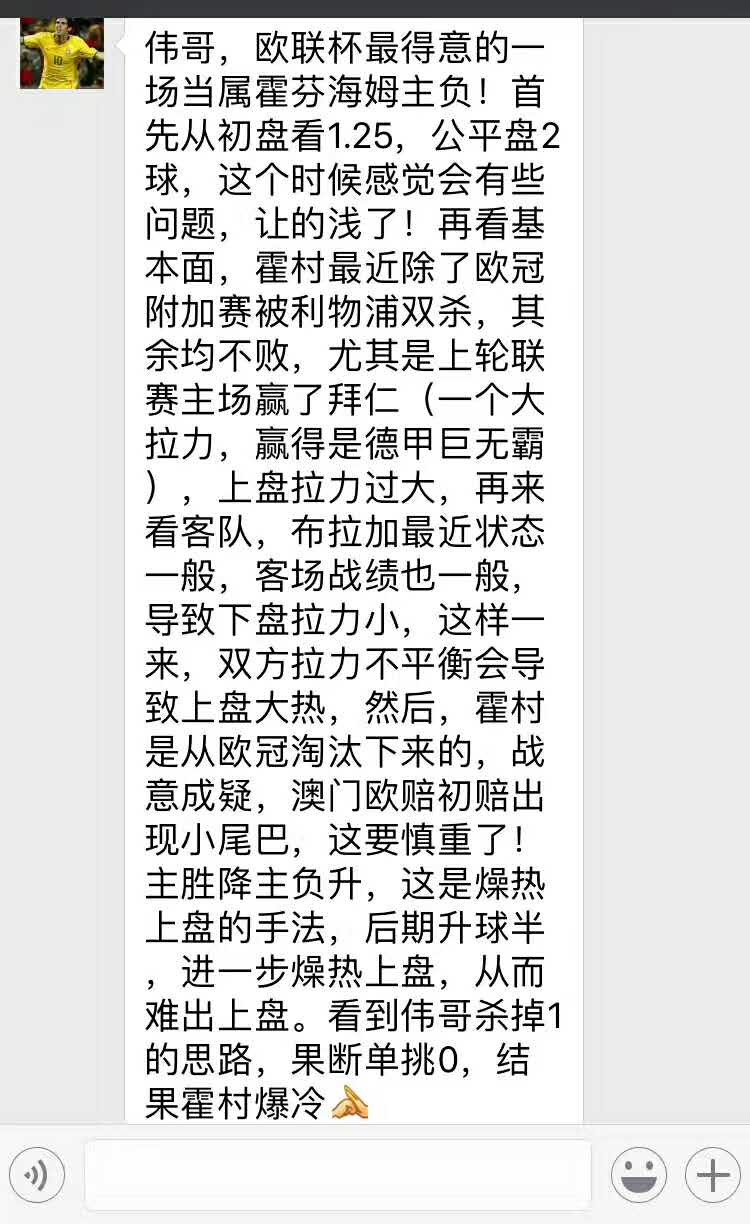 伟哥，欧联杯最得意的一
场当属霍芬海姆主负！首
先从初盘看1.25，公平盘2
球，这个时候感觉会有些
问题，让的浅了！再看基
本面，霍村最近除了欧冠
附加赛被利物浦双杀，其
余均不败，尤其是上轮联
赛主场赢了拜仁（一个大
拉力，赢得是德甲巨无霸
），上盘拉力过大，再来
看客队，布拉加最近状态
一般，客场战绩也一般，
导致下盘拉力小，这样一
来，双方拉力不平衡会导
致上盘大热，然后，霍村
是从欧冠淘汰下来的，战
意成疑，澳门欧赔初赔出
现小尾巴，这要慎重了！
主胜降主负升，这是燥热
上盘的手法，后期升球半
，进一步燥热上盘，从而
难出上盘。看到伟哥杀掉1
的思路，果断单挑0，结
果霍村爆冷✍